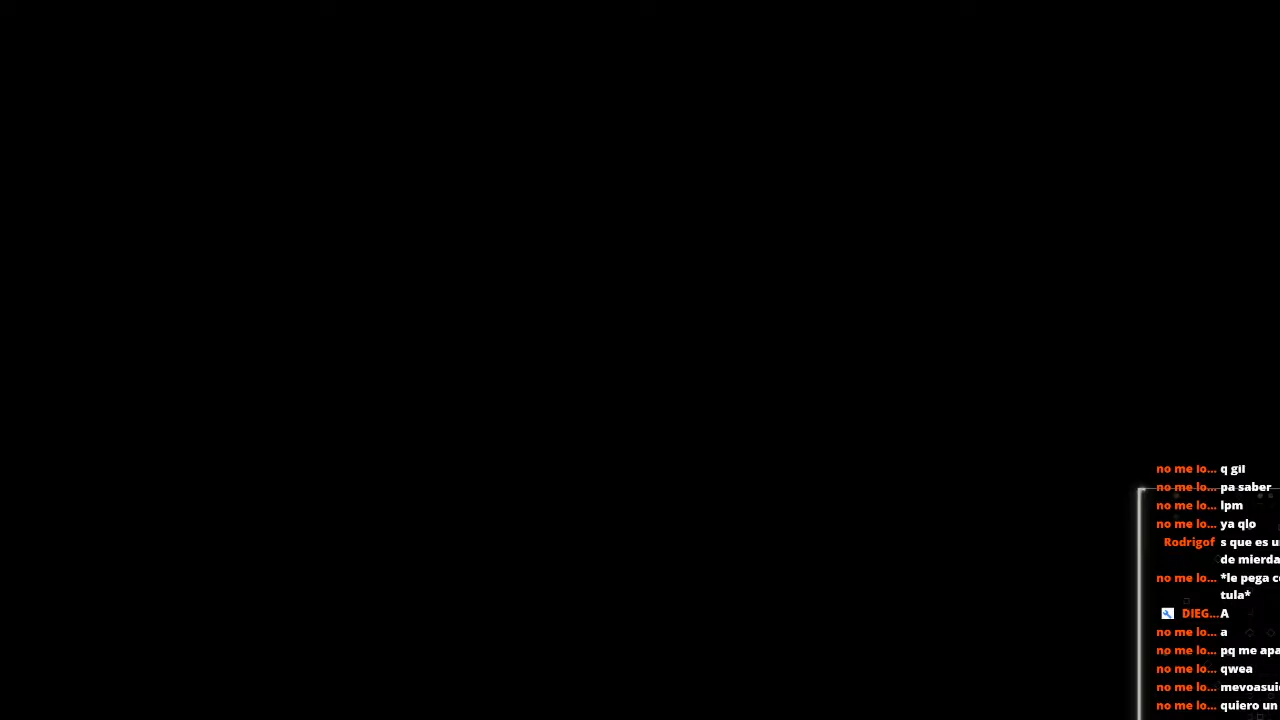 no me lo... q gil
no me lo... pa saber
no me lo... lpm
no me lo... ya qlo
Rodrigof s que es u
de mierda
no me lo... *le pega c
tula*
DIEG... A
no me lo... a
no me lo... pq me apa
no me lo... qwea
no me lo... mevoasui
no me lo... quiero un